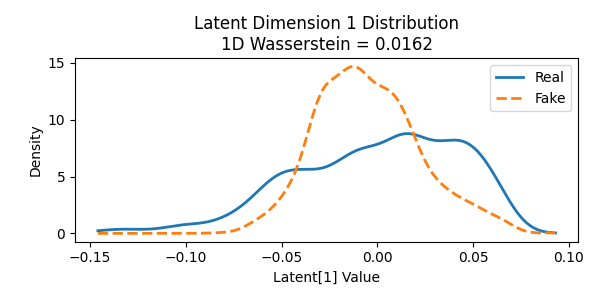 Latent Dimension 1 Distribution
1D Wasserstein = 0.0162
Density
15
10
5
0
Real
Fake
−0.15
−0.10
−0.05
0.00
0.05
0.10
Latent[1] Value